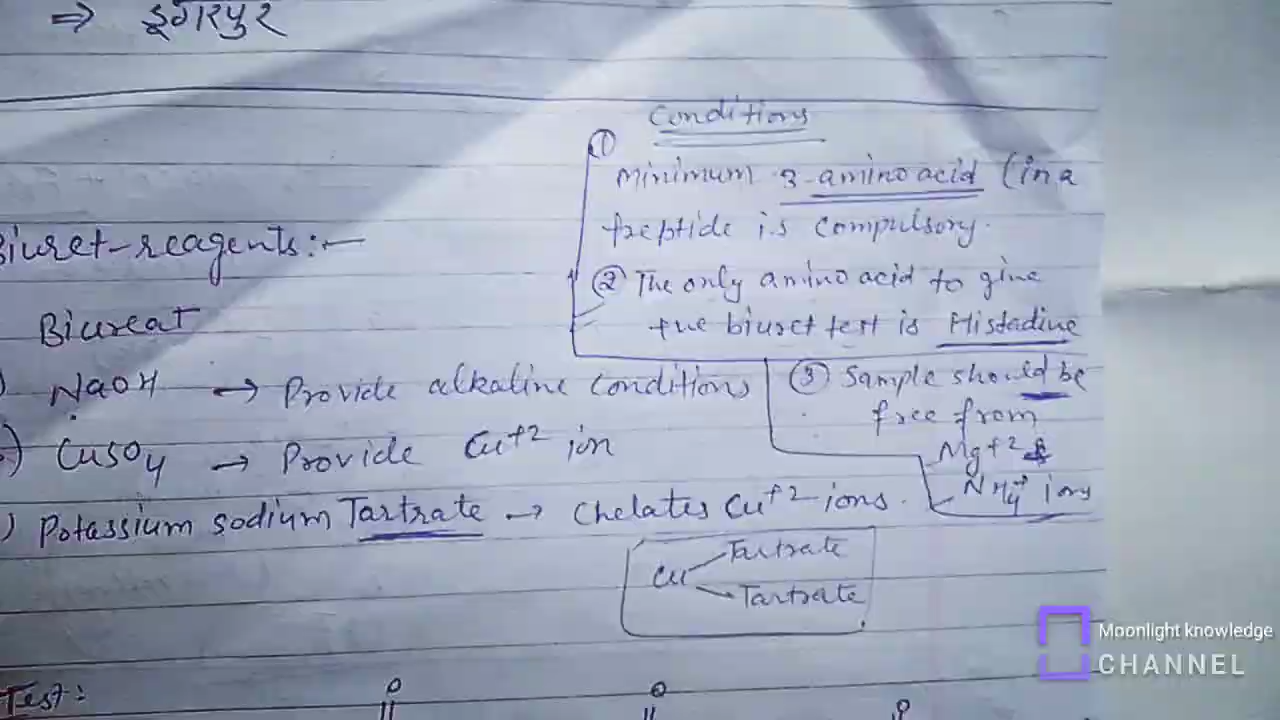 ⇒ डूंगरपुर
Conditions
① Minimum 3 amino acid (in a
peptide is compulsory.
② The only amino acid to give
the biuret test is Histadine
③ Sample should be
free from
Mg+2 &
NH4+ ions
Biuret-reagents:-
Biureat
) NaOH → Provide alkaline conditions
) CuSO4 → Provide Cu+2 ion
) Potassium sodium Tartrate → Chelates Cu+2 ions.
Cu Tartrate
Tartrate
Test:
O O O
Moonlight knowledge
CHANNEL